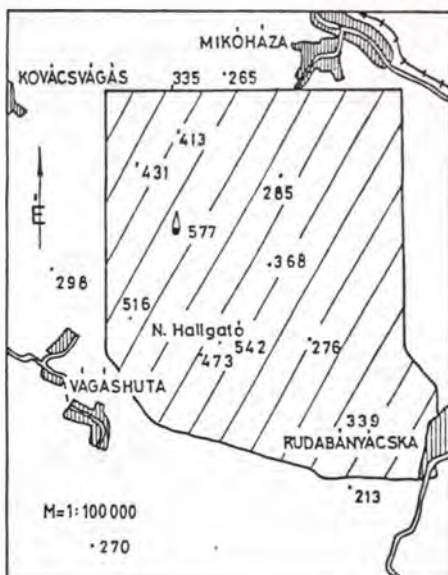 MIKÓHÁZA
KOVÁCSVÁGÁS
335
265
413
431
285
É
577
368
298
516
N. Hallgató
542
276
473
VÁGÁSHUTA
339
RUDABÁNYÁCSKA
213
M=1:100 000
270